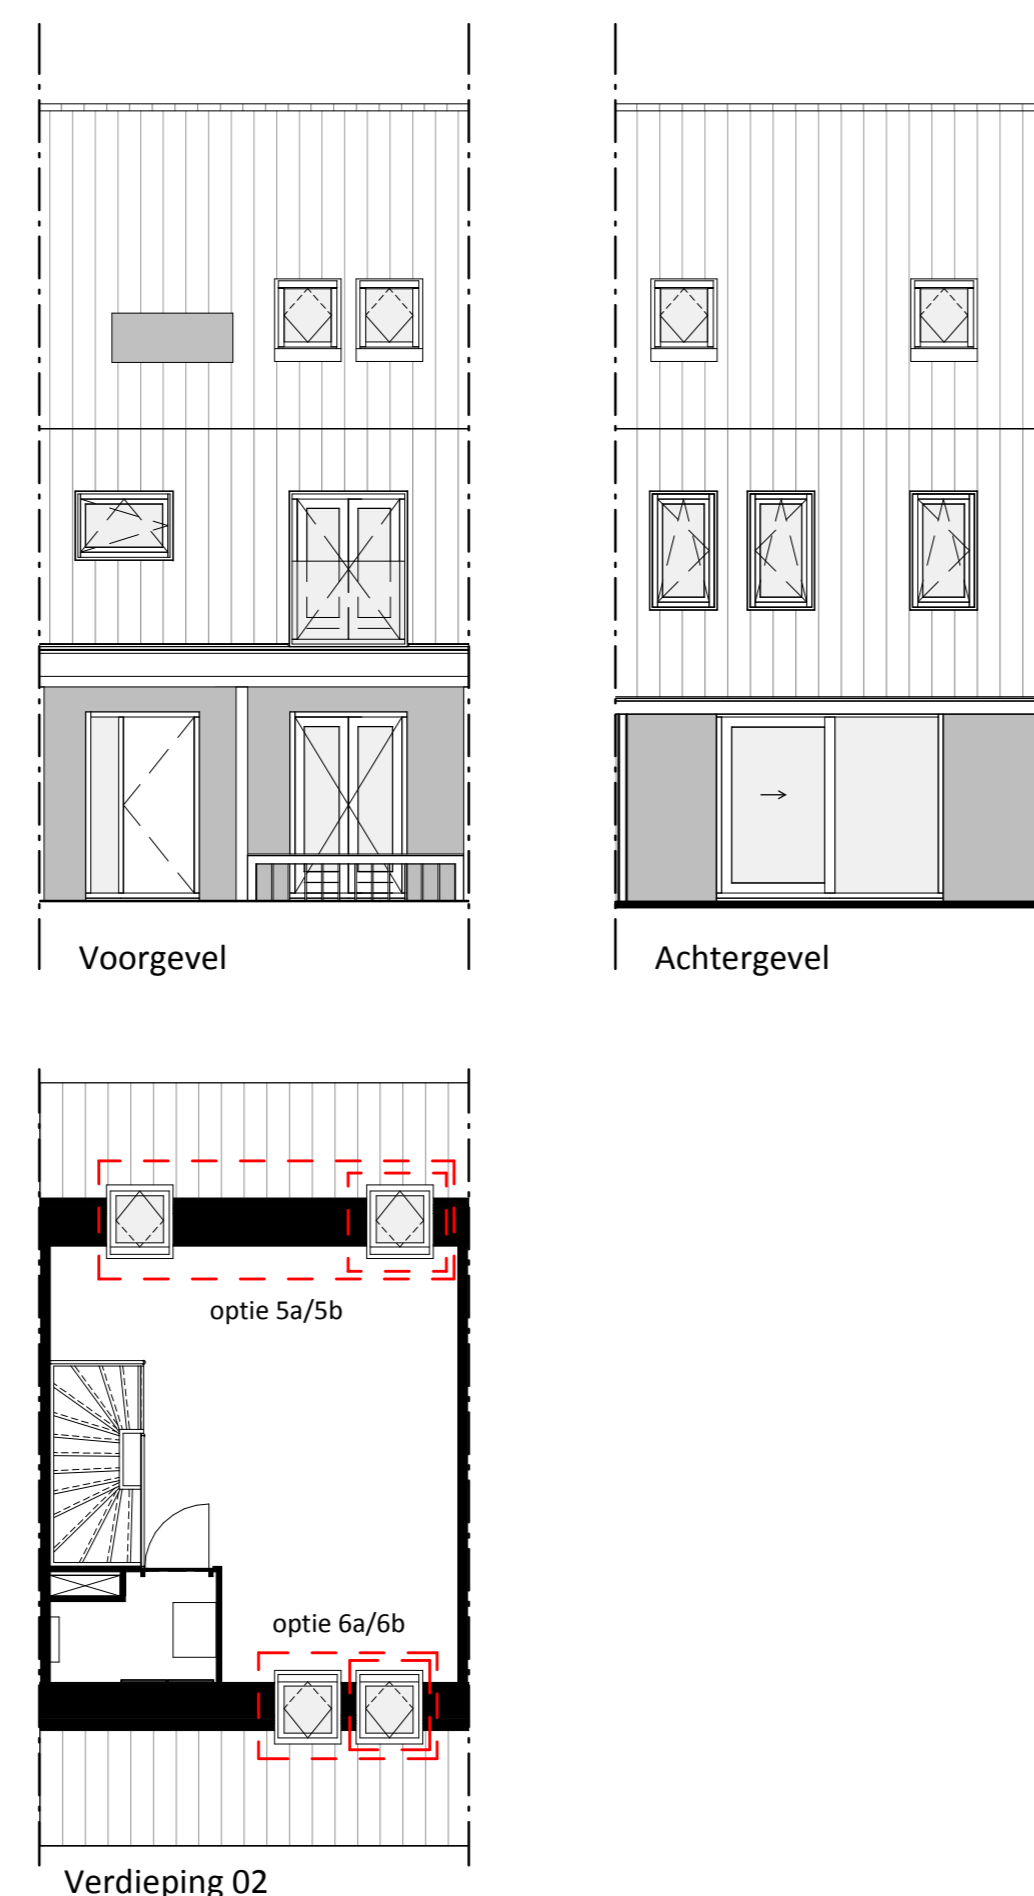 Voorgevel
Achtergevel
optie 5a/5b
optie 6a/6b
Verdieping 02